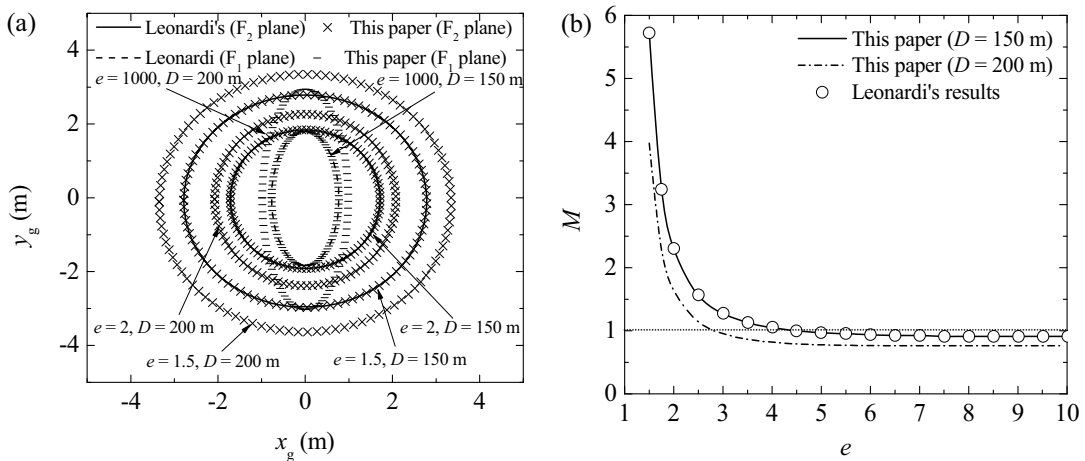 (a)
Leonardi's (F2 plane) This paper (F2 plane)
Leonardi (F1 plane) This paper (F1 plane)
e = 1000, D = 200 m e = 1000, D = 150 m
4
2
0
-2
-4
yg (m)
e = 2, D = 200 m e = 2, D = 150 m
e = 1.5, D = 200 m e = 1.5, D = 150 m
-4 -2 0 2 4
xg (m)
(b)
This paper (D = 150 m)
This paper (D = 200 m)
Leonardi's results
6
5
4
3
2
1
0
M
1 2 3 4 5 6 7 8 9 10
e